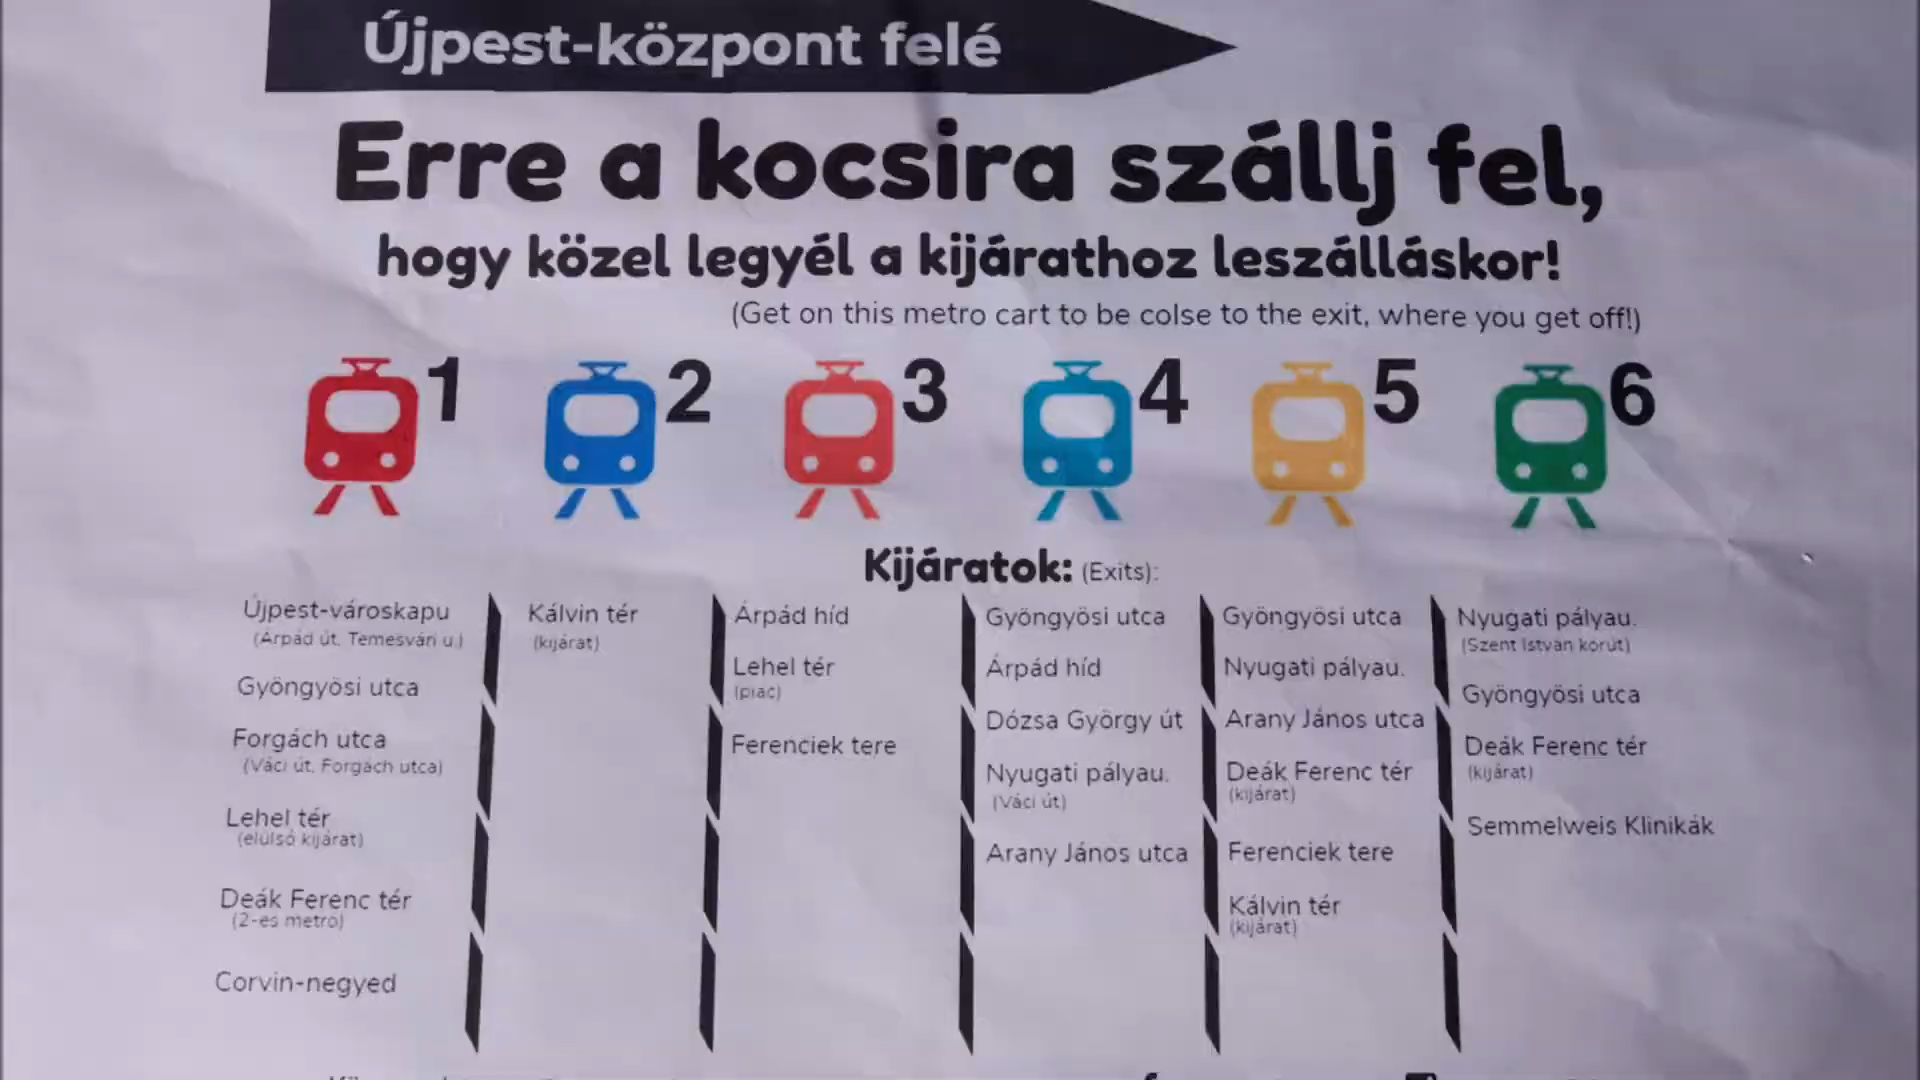 Újpest-központ felé
Erre a kocsira szállj fel,
hogy közel legyél a kijárathoz leszálláskor!
(Get on this metro cart to be colse to the exit, where you get off!)
1
2
3
4
5
6
Kijáratok: (Exits):
Újpest-városkapu
(Árpád út, Temesvári u.)
Gyöngyösi utca
Forgách utca
(Váci út, Forgách utca)
Lehel tér
(elülső kijárat)
Deák Ferenc tér
(2-es metró)
Corvin-negyed
Kálvin tér
(kijárat)
Árpád híd
Lehel tér
(piac)
Ferenciek tere
Gyöngyösi utca
Árpád híd
Dózsa György út
Nyugati pályau.
(Váci út)
Arany János utca
Gyöngyösi utca
Nyugati pályau.
Arany János utca
Deák Ferenc tér
(kijárat)
Ferenciek tere
Kálvin tér
(kijárat)
Nyugati pályau.
(Szent István körút)
Gyöngyösi utca
Deák Ferenc tér
(kijárat)
Semmelweis Klinikák